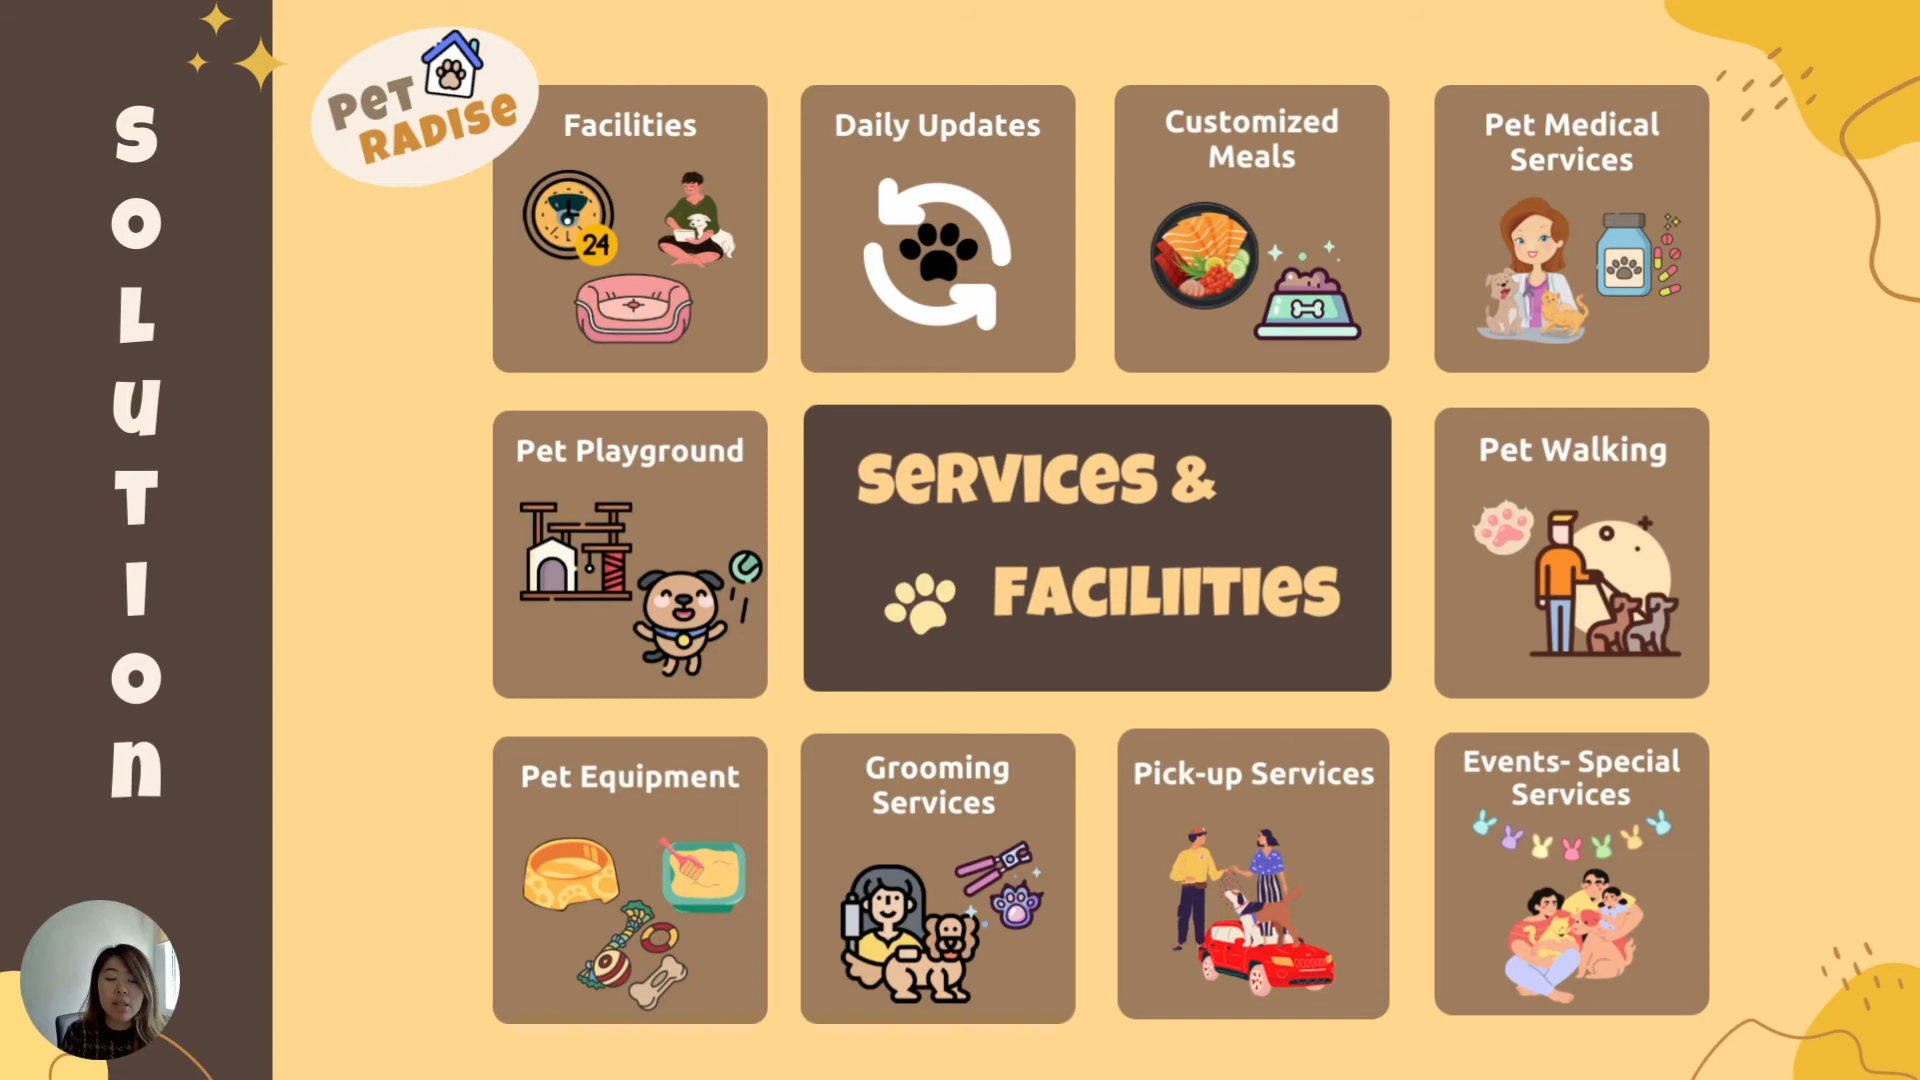 Solution
PET
RADISE
Facilities
24
Daily Updates
Customized
Meals
Pet Medical
Services
Pet Playground
SERVICES &
FACILIITIES
Pet Walking
Pet Equipment
Grooming
Services
Pick-up Services
Events- Special
Services